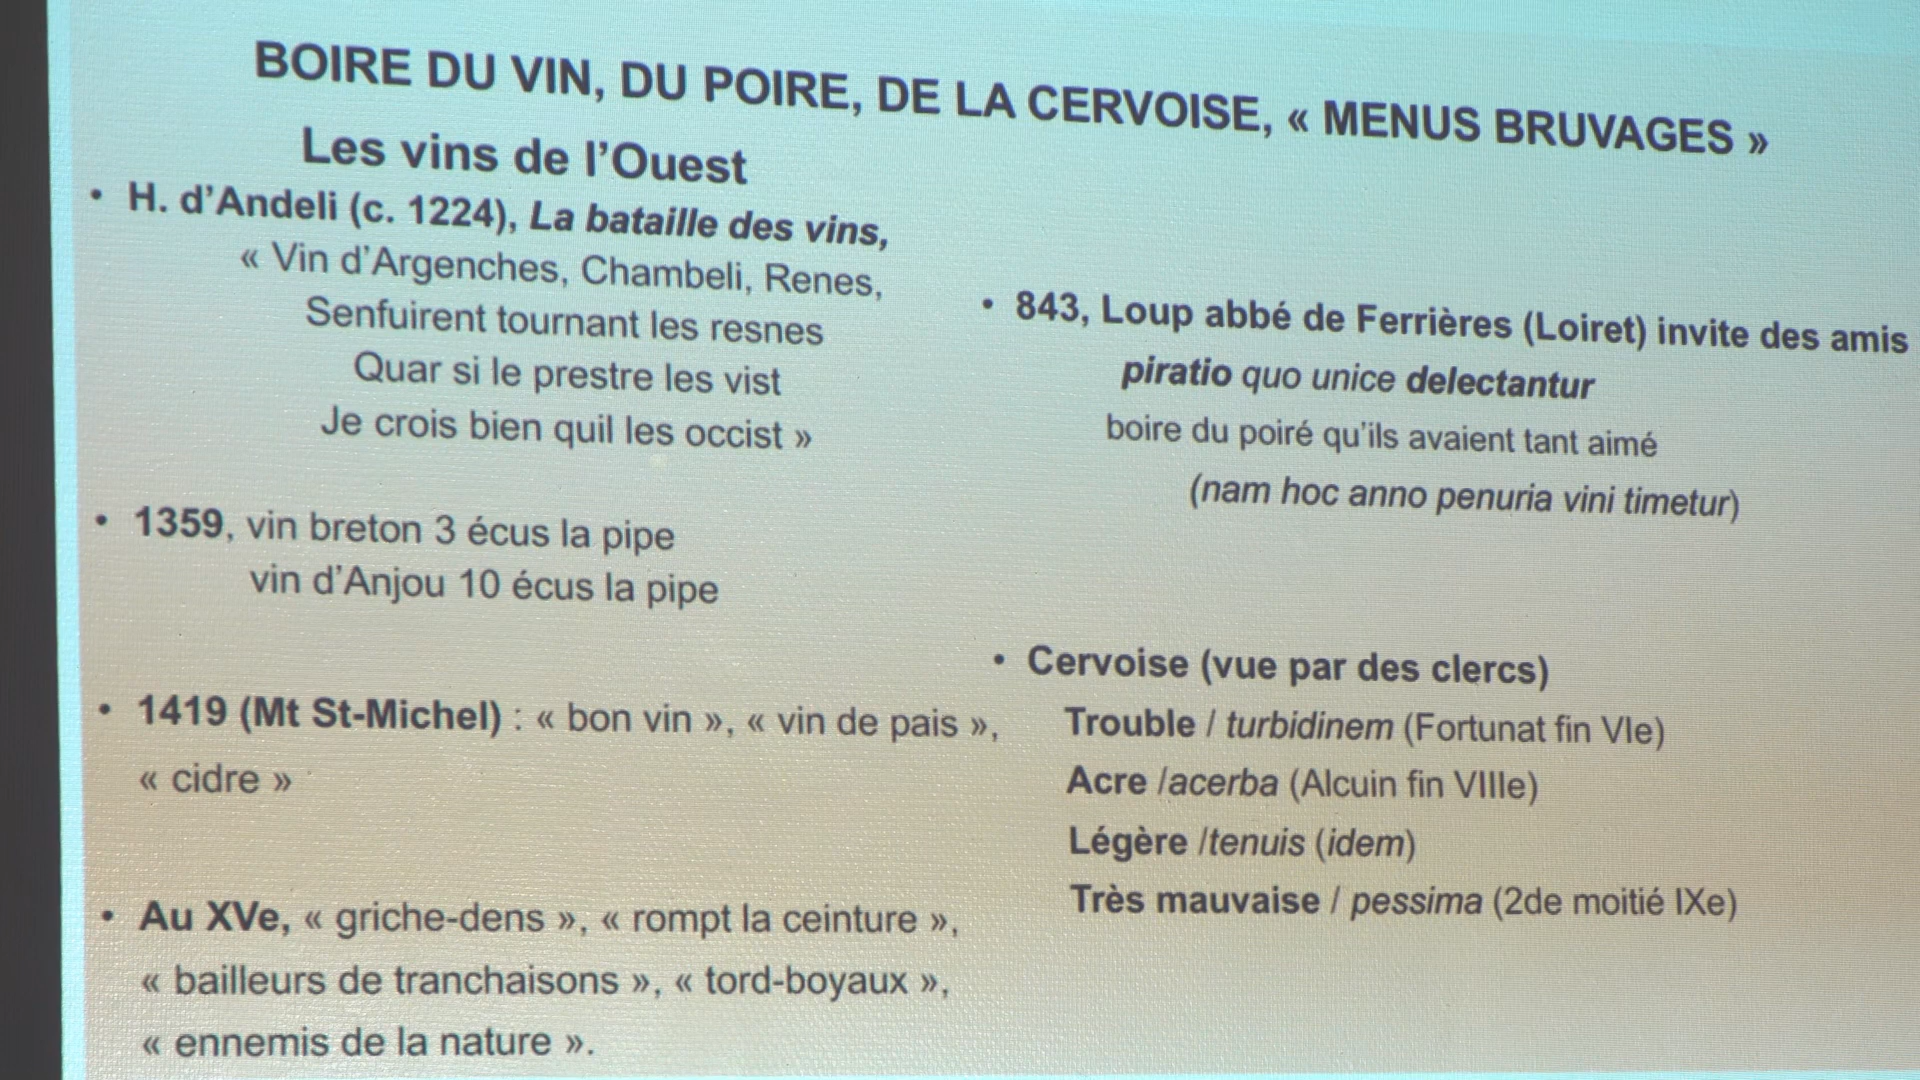 BOIRE DU VIN, DU POIRE, DE LA CERVOISE, « MENUS BRUVAGES »
Les vins de l’Ouest
• H. d’Andeli (c. 1224), La bataille des vins,
« Vin d’Argenches, Chambeli, Renes,
Senfuirent tournant les resnes
Quar si le prestre les vist
Je crois bien quil les occist »
• 1359, vin breton 3 écus la pipe
vin d’Anjou 10 écus la pipe
• 1419 (Mt St-Michel) : « bon vin », « vin de pais »,
« cidre »
• Au XVe, « griche-dens », « rompt la ceinture »,
« bailleurs de tranchaisons », « tord-boyaux »,
« ennemis de la nature ».
• 843, Loup abbé de Ferrières (Loiret) invite des amis
piratio quo unice delectantur
boire du poiré qu’ils avaient tant aimé
(nam hoc anno penuria vini timetur)
• Cervoise (vue par des clercs)
Trouble / turbidinem (Fortunat fin VIe)
Acre /acerba (Alcuin fin VIIIe)
Légère /tenuis (idem)
Très mauvaise / pessima (2de moitié IXe)